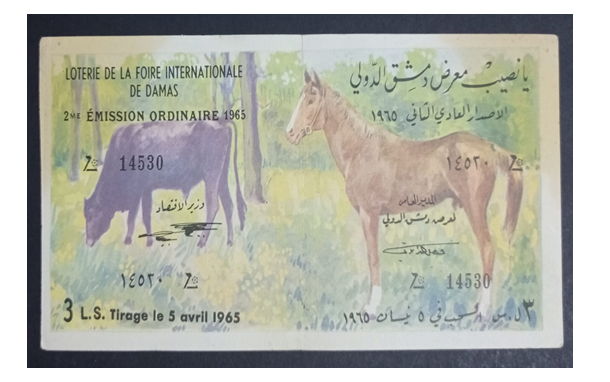 LOTERIE DE LA FOIRE INTERNATIONALE
DE DAMAS
2ME ÉMISSION ORDINAIRE 1965
14530
وزير الاقتصاد
١٤٥٣٠
3 L.S. Tirage le 5 avril 1965
يا نصيب معرض دمشق الدولي
الاصدار العادي الثاني ١٩٦٥
١٤٥٣٠
المدير العام
لمعرض دمشق الدولي
14530
٣ ل.س السحب في ٥ نيسان ١٩٦٥